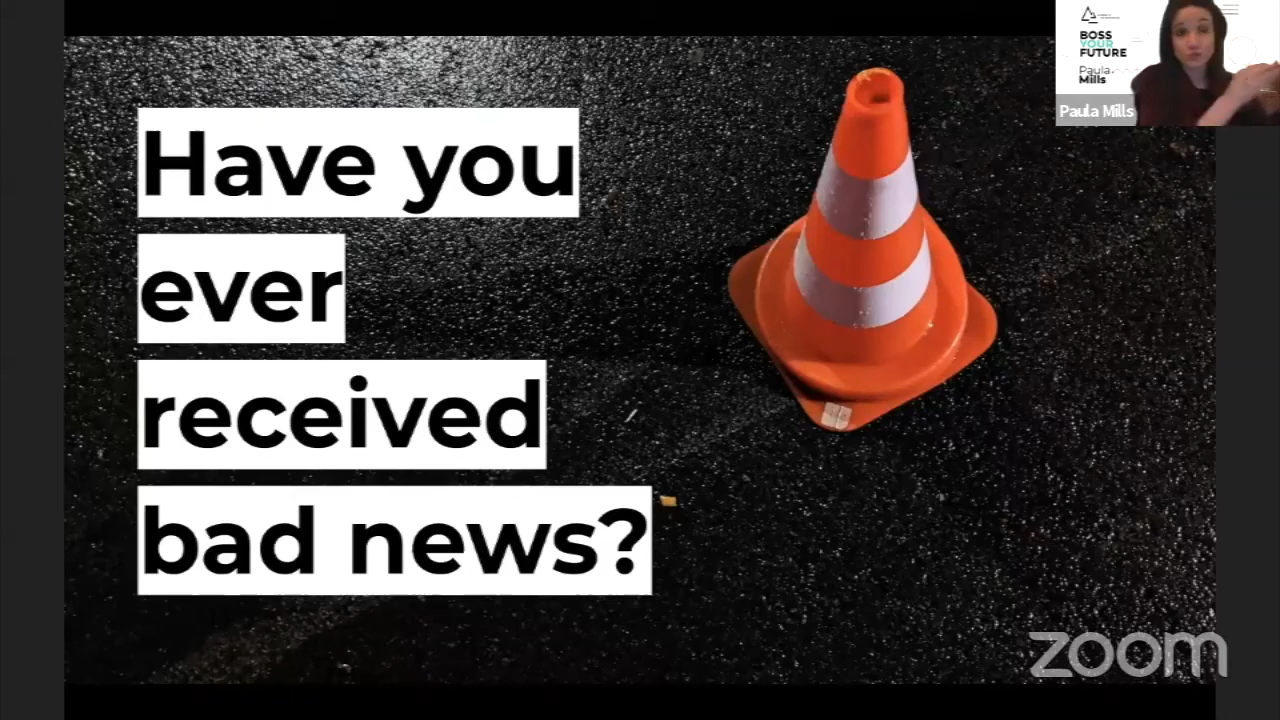 Have you
ever
received
bad news?
BOSS
YOUR
FUTURE
Paula
Mills
Paula Mills
zoom